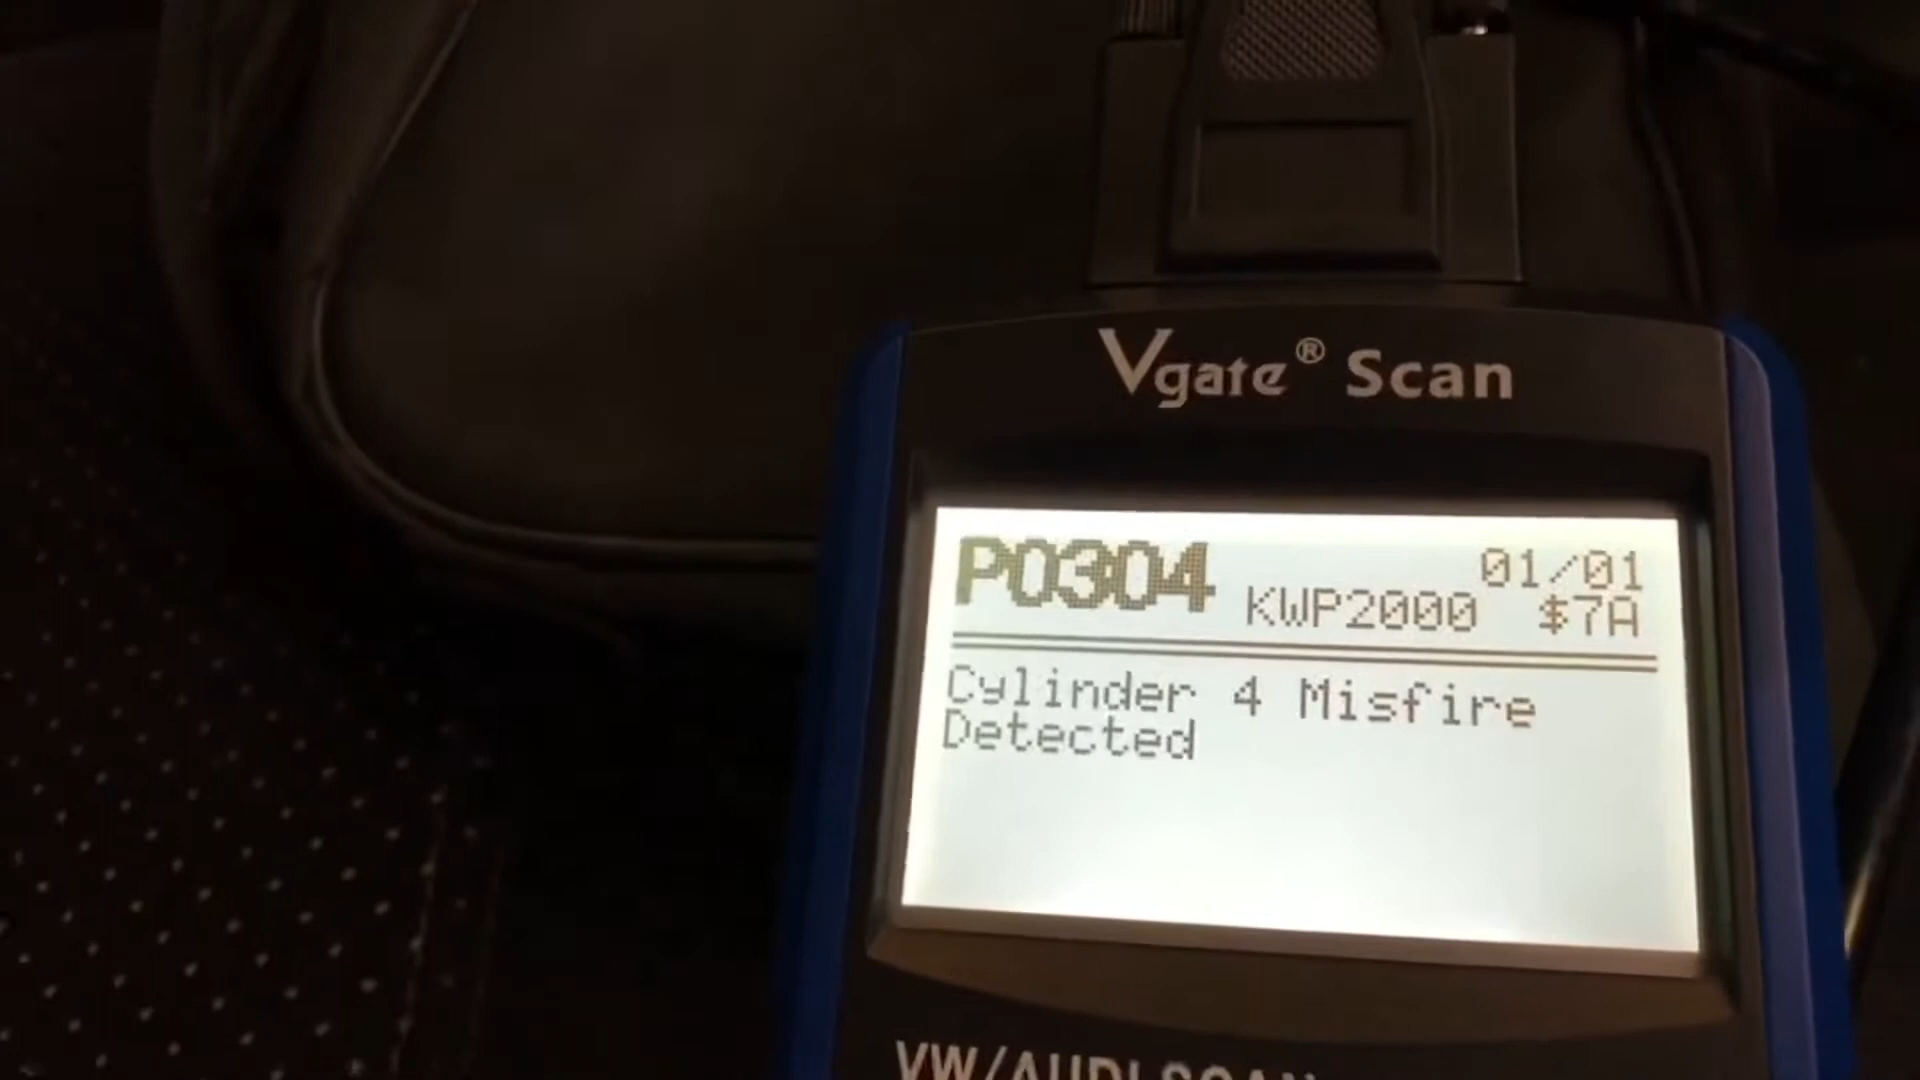 Vgate® Scan
P0304 01/01
KWP2000 $7A
Cylinder 4 Misfire
Detected
VW/AUDI SCAN